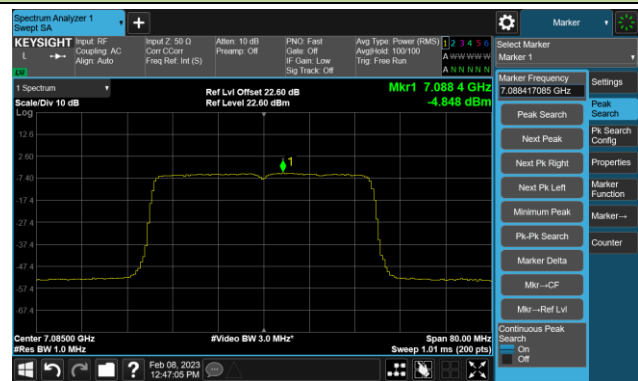 Spectrum Analyzer 1
Swept SA
+
Marker
KEYSIGHT
L
LW
Input: RF
Coupling: AC
Align: Auto
Input Z: 50 Ω
Corr CCorr
Freq Ref: Int (S)
Atten: 10 dB
Preamp: Off
PNO: Fast
Gate: Off
IF Gain: Low
Sig Track: Off
Avg Type: Power (RMS)
Avg|Hold: 100/100
Trig: Free Run
1 2 3 4 5 6
A W W W W W
A N N N N N
Select Marker
Marker 1
Marker Frequency
7.088417085 GHz
Settings
Peak Search
Next Peak
Next Pk Right
Next Pk Left
Minimum Peak
Pk-Pk Search
Marker Delta
Mkr→CF
Mkr→Ref Lvl
Continuous Peak
Search
On
Off
Peak
Search
Pk Search
Config
Properties
Marker
Function
Marker→
Counter
1 Spectrum
Scale/Div 10 dB
Log
Ref Lvl Offset 22.60 dB
Ref Level 22.60 dBm
Mkr1 7.088 4 GHz
-4.848 dBm
12.6
2.60
-7.40
-17.4
-27.4
-37.4
-47.4
-57.4
-67.4
1
Center 7.08500 GHz
#Res BW 1.0 MHz
#Video BW 3.0 MHz*
Span 80.00 MHz
Sweep 1.01 ms (200 pts)
?
Feb 08, 2023
12:47:05 PM